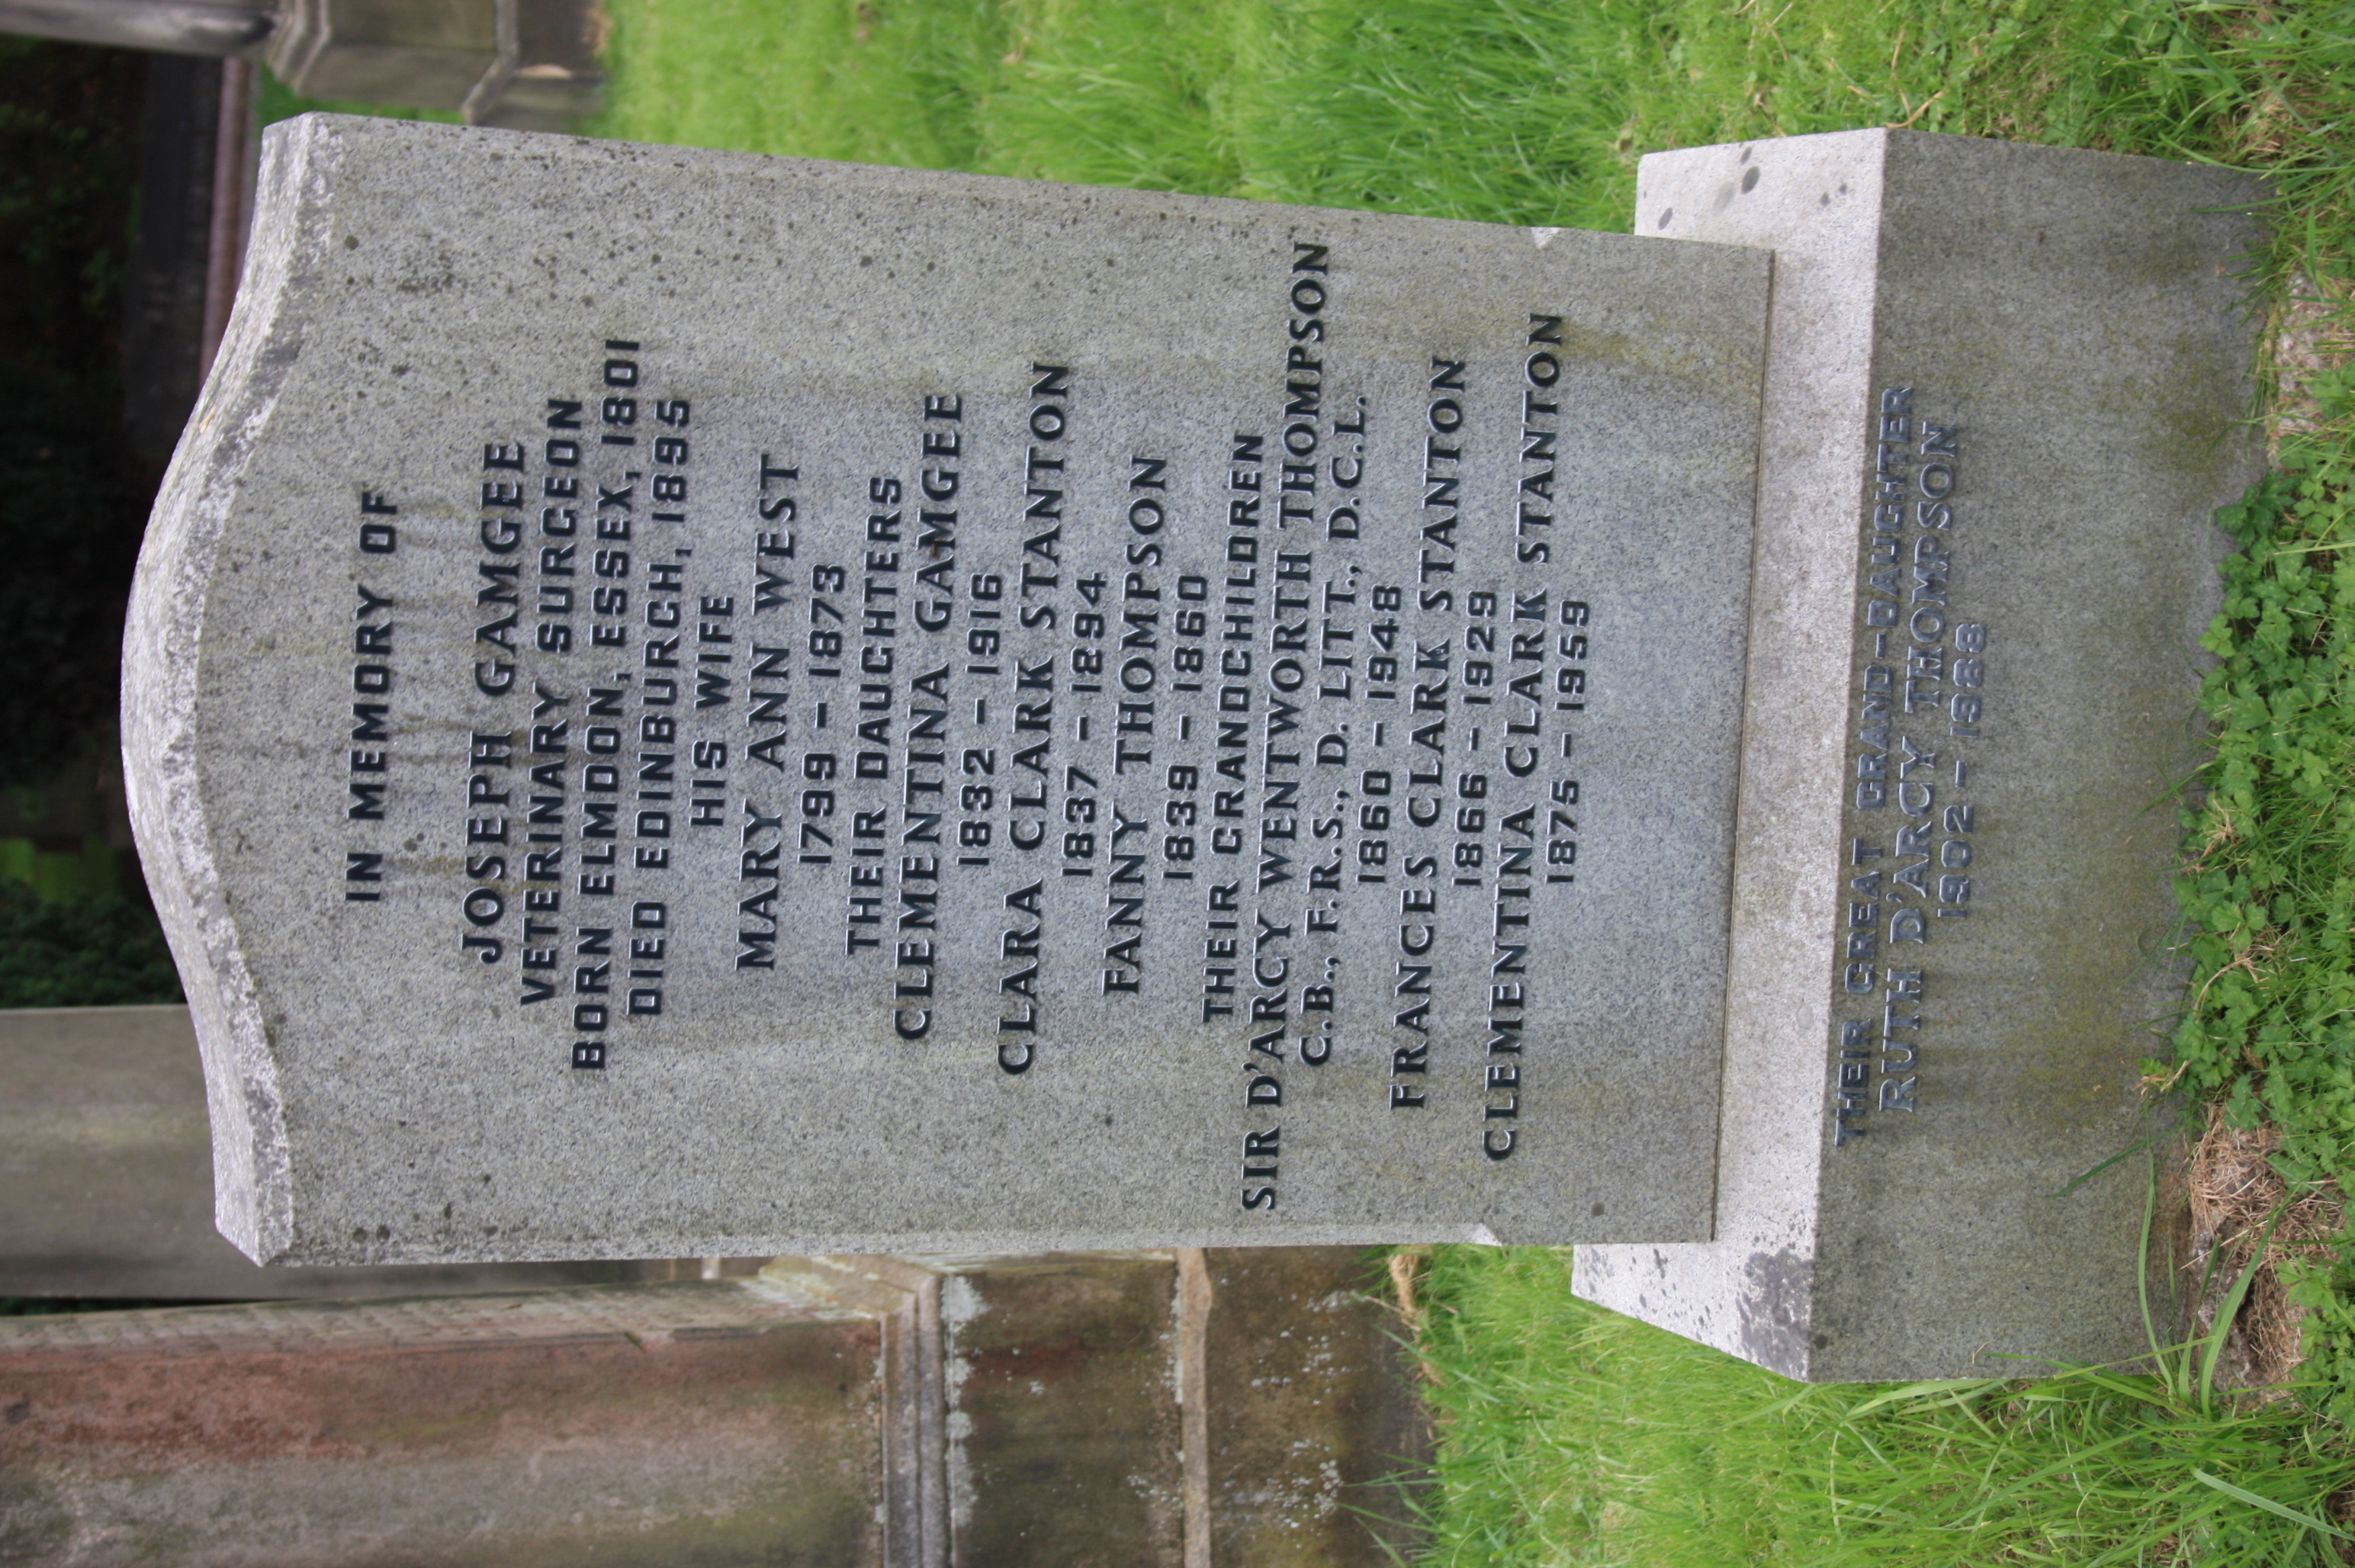 IN MEMORY OF
JOSEPH GAMGEE
VETERINARY SURGEON
BORN ELMDON, ESSEX, 1801
DIED EDINBURGH, 1895
HIS WIFE
MARY ANN WEST
1799 - 1873
THEIR DAUGHTERS
CLEMENTINA GAMGEE
1832 - 1916
CLARA CLARK STANTON
1837 - 1894
FANNY THOMPSON
1839 - 1860
THEIR GRANDCHILDREN
SIR D'ARCY WENTWORTH THOMPSON
C.B., F.R.S., D. LITT., D.C.L.
1860 - 1948
FRANCES CLARK STANTON
1866 - 1929
CLEMENTINA CLARK STANTON
1875 - 1959
THEIR GREAT GRAND-DAUGHTER
RUTH D'ARCY THOMPSON
1902 - 1988